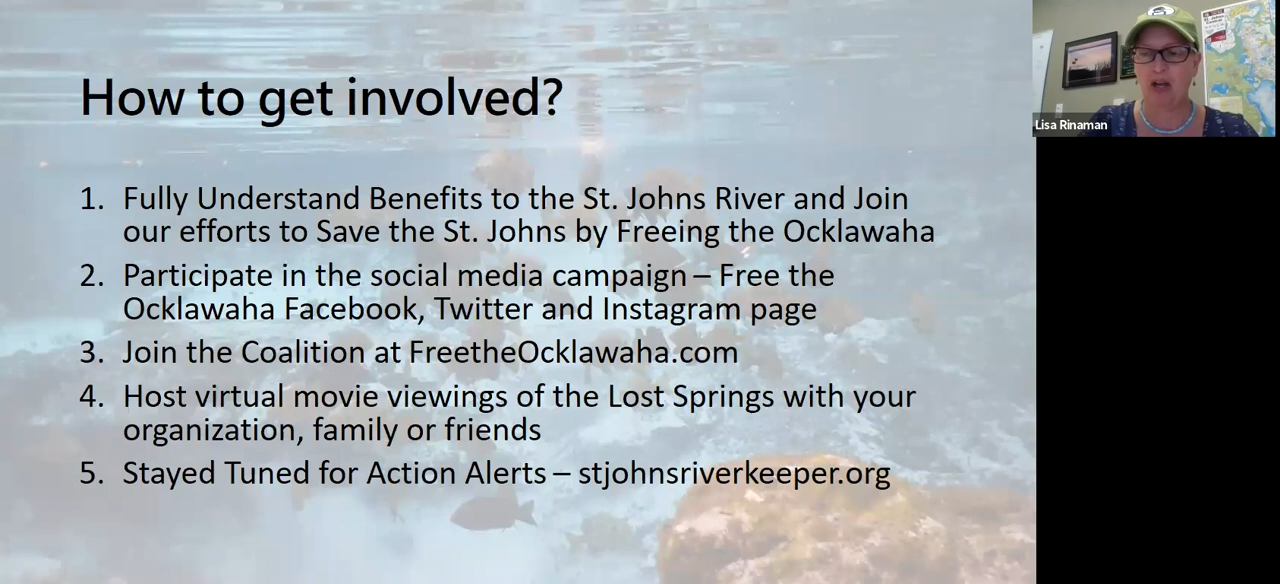 How to get involved?
1. Fully Understand Benefits to the St. Johns River and Join
our efforts to Save the St. Johns by Freeing the Ocklawaha
2. Participate in the social media campaign – Free the
Ocklawaha Facebook, Twitter and Instagram page
3. Join the Coalition at FreetheOcklawaha.com
4. Host virtual movie viewings of the Lost Springs with your
organization, family or friends
5. Stayed Tuned for Action Alerts – stjohnsriverkeeper.org
Lisa Rinaman